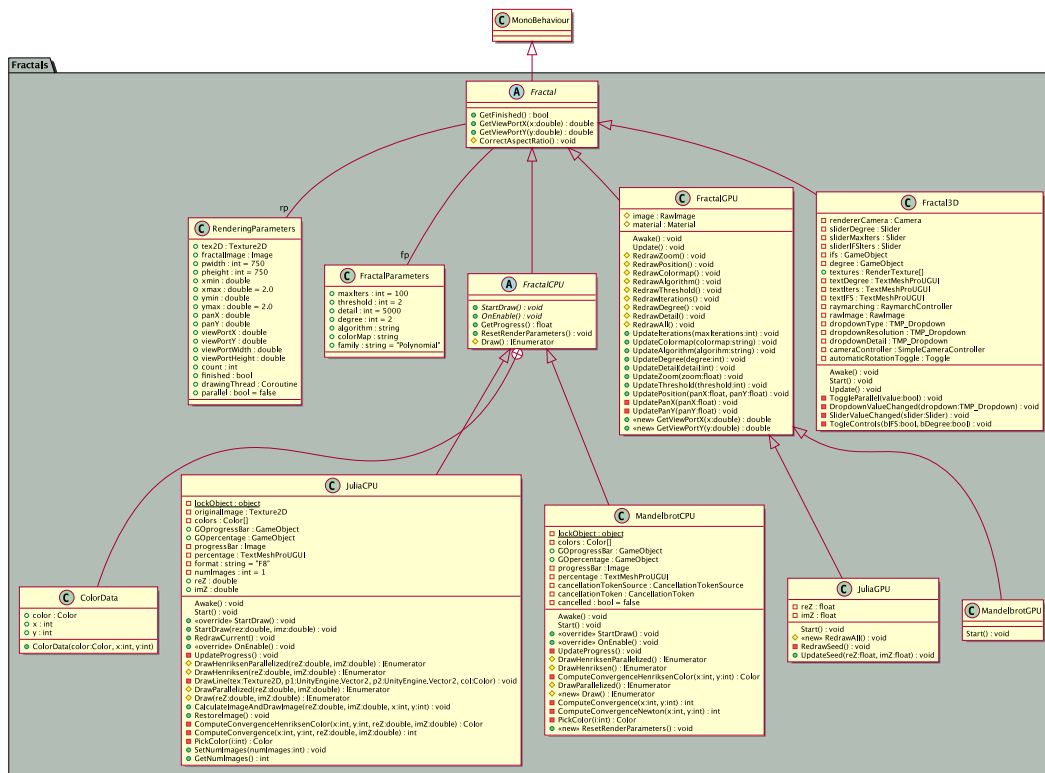 C MonoBehaviour
Fractals
A Fractal
GetFinished() : bool
GetViewPortX(x:double) : double
GetViewPortY(y:double) : double
CorrectAspectRatio() : void
rp
fp
C RenderingParameters
tex2D : Texture2D
fractalImage : Image
pwidth : int = 750
pheight : int = 750
xmin : double
xmax : double = 2.0
ymin : double
ymax : double = 2.0
panX : double
panY : double
viewPortX : double
viewPortY : double
viewPortWidth : double
viewPortHeight : double
count : int
finished : bool
drawingThread : Coroutine
parallel : bool = false
C FractalParameters
maxIters : int = 100
threshold : int = 2
detail : int = 5000
degree : int = 2
algorithm : string
colorMap : string
family : string = "Polynomial"
A FractalCPU
StartDraw() : void
OnEnable() : void
GetProgress() : float
ResetRenderParameters() : void
Draw() : IEnumerator
C FractalGPU
image : RawImage
material : Material
Awake() : void
Update() : void
RedrawZoom() : void
RedrawPosition() : void
RedrawColormap() : void
RedrawAlgorithm() : void
RedrawThreshold() : void
RedrawIterations() : void
RedrawDegree() : void
RedrawDetail() : void
RedrawAll() : void
UpdateIterations(maxIterations:int) : void
UpdateColormap(colormap:string) : void
UpdateAlgorithm(algorihm:string) : void
UpdateDegree(degree:int) : void
UpdateDetail(detail:int) : void
UpdateZoom(zoom:float) : void
UpdateThreshold(threshold:int) : void
UpdatePosition(panX:float, panY:float) : void
UpdatePanX(panX:float) : void
UpdatePanY(panY:float) : void
«new» GetViewPortX(x:double) : double
«new» GetViewPortY(y:double) : double
C Fractal3D
rendererCamera : Camera
sliderDegree : Slider
sliderMaxIters : Slider
sliderIFSIters : Slider
ifs : GameObject
degree : GameObject
textures : RenderTexture[]
textDegree : TextMeshProUGUI
textIters : TextMeshProUGUI
textIFS : TextMeshProUGUI
raymarching : RaymarchController
rawImage : RawImage
dropdownType : TMP_Dropdown
dropdownResolution : TMP_Dropdown
dropdownDetail : TMP_Dropdown
cameraController : SimpleCameraController
automaticRotationToggle : Toggle
Awake() : void
Start() : void
Update() : void
ToggleParallel(value:bool) : void
DropdownValueChanged(dropdown:TMP_Dropdown) : void
SliderValueChanged(slider:Slider) : void
TogleControls(bIFS:bool, bDegree:bool) : void
C ColorData
color : Color
x : int
y : int
ColorData(color:Color, x:int, y:int)
C JuliaCPU
lockObject : object
originalImage : Texture2D
colors : Color[]
GOprogressBar : GameObject
GOpercentage : GameObject
progressBar : Image
percentage : TextMeshProUGUI
format : string = "F8"
numImages : int = 1
reZ : double
imZ : double
Awake() : void
Start() : void
«override» StartDraw() : void
StartDraw(rez:double, imz:double) : void
RedrawCurrent() : void
«override» OnEnable() : void
UpdateProgress() : void
DrawHenriksenParallelized(reZ:double, imZ:double) : IEnumerator
DrawHenriksen(reZ:double, imZ:double) : IEnumerator
DrawLine(tex:Texture2D, p1:UnityEngine.Vector2, p2:UnityEngine.Vector2, col:Color) : void
DrawParallelized(reZ:double, imZ:double) : IEnumerator
Draw(reZ:double, imZ:double) : IEnumerator
CalculateImageAndDrawImage(reZ:double, imZ:double, x:int, y:int) : void
RestoreImage() : void
ComputeConvergenceHenriksenColor(x:int, y:int, reZ:double, imZ:double) : Color
ComputeConvergence(x:int, y:int, reZ:double, imZ:double) : int
PickColor(i:int) : Color
SetNumImages(numImages:int) : void
GetNumImages() : int
C MandelbrotCPU
lockObject : object
colors : Color[]
GOprogressBar : GameObject
GOpercentage : GameObject
progressBar : Image
percentage : TextMeshProUGUI
cancellationTokenSource : CancellationTokenSource
cancellationToken : CancellationToken
cancelled : bool = false
Awake() : void
Start() : void
«override» StartDraw() : void
«override» OnEnable() : void
UpdateProgress() : void
DrawHenriksenParallelized() : IEnumerator
DrawHenriksen() : IEnumerator
ComputeConvergenceHenriksenColor(x:int, y:int) : Color
DrawParallelized() : IEnumerator
«new» Draw() : IEnumerator
ComputeConvergence(x:int, y:int) : int
ComputeConvergenceNewton(x:int, y:int) : int
PickColor(i:int) : Color
«new» ResetRenderParameters() : void
C JuliaGPU
reZ : float
imZ : float
Start() : void
«new» RedrawAll() : void
RedrawSeed() : void
UpdateSeed(reZ:float, imZ:float) : void
C MandelbrotGPU
Start() : void